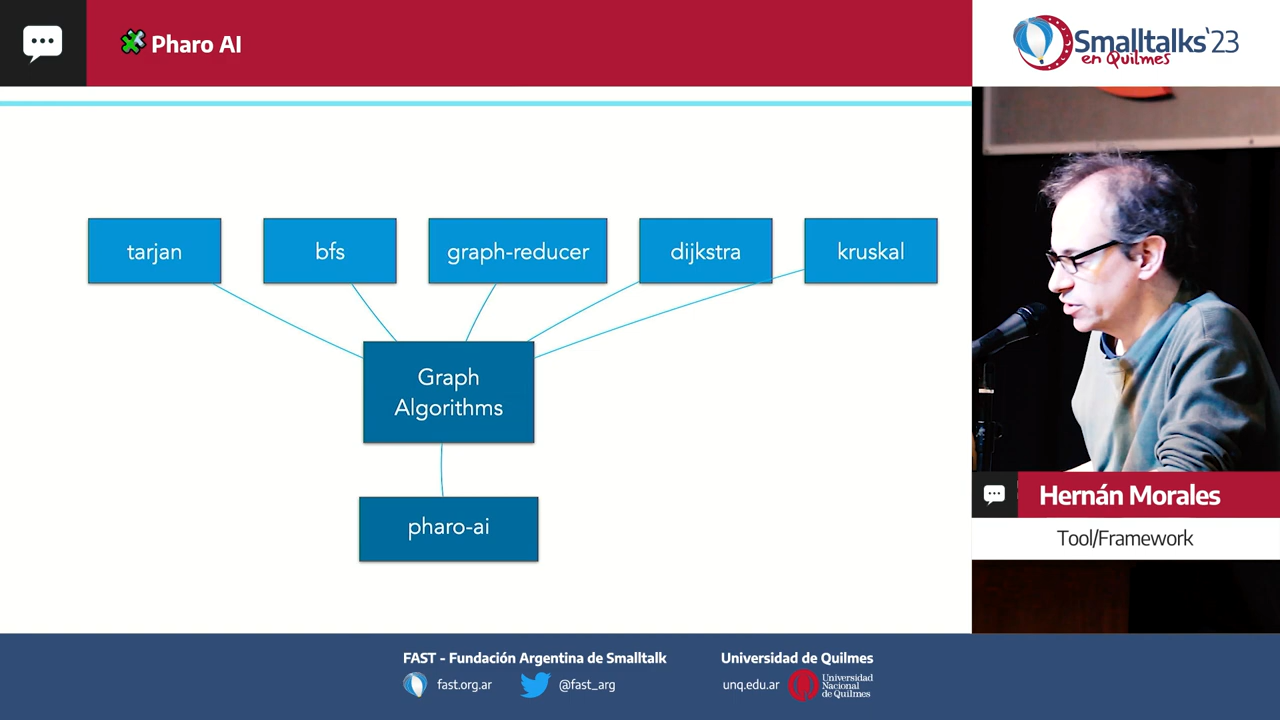 Pharo AI
Smalltalks'23
en Quilmes
tarjan
bfs
graph-reducer
dijkstra
kruskal
Graph
Algorithms
pharo-ai
Hernán Morales
Tool/Framework
FAST - Fundación Argentina de Smalltalk
fast.org.ar
@fast_arg
Universidad de Quilmes
unq.edu.ar
Universidad
Nacional
de Quilmes